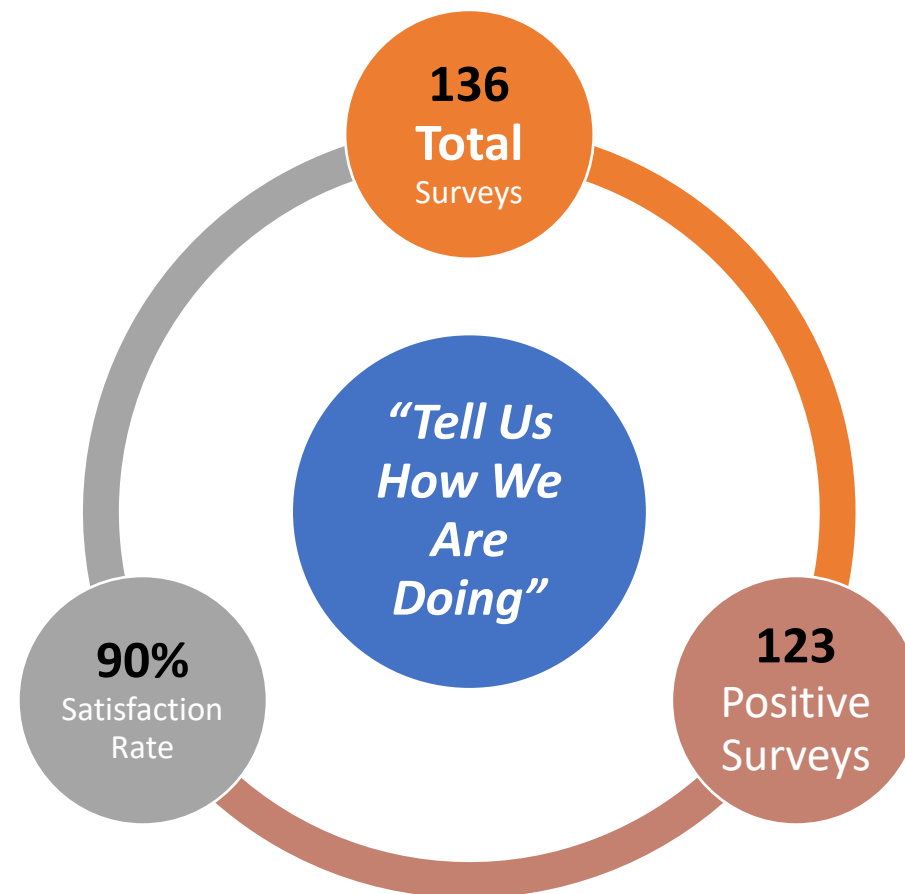 136
Total
Surveys
“Tell Us
How We
Are
Doing”
90%
Satisfaction
Rate
123
Positive
Surveys